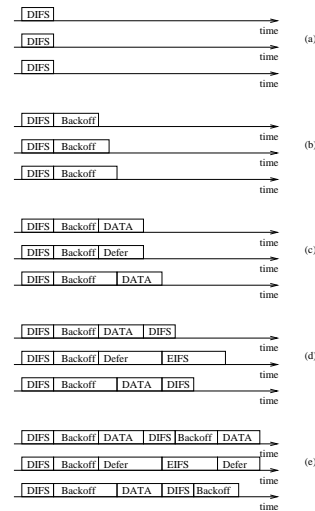 DIFS
time
DIFS
(a)
time
DIFS
time
DIFS Backoff
time
DIFS Backoff
(b)
time
DIFS Backoff
time
DIFS Backoff DATA
time
DIFS Backoff Defer
(c)
time
DIFS Backoff DATA
time
DIFS Backoff DATA DIFS
time
DIFS Backoff Defer EIFS
(d)
time
DIFS Backoff DATA DIFS
time
DIFS Backoff DATA DIFS Backoff DATA
time
DIFS Backoff Defer EIFS Defer
(e)
time
DIFS Backoff DATA DIFS Backoff
time